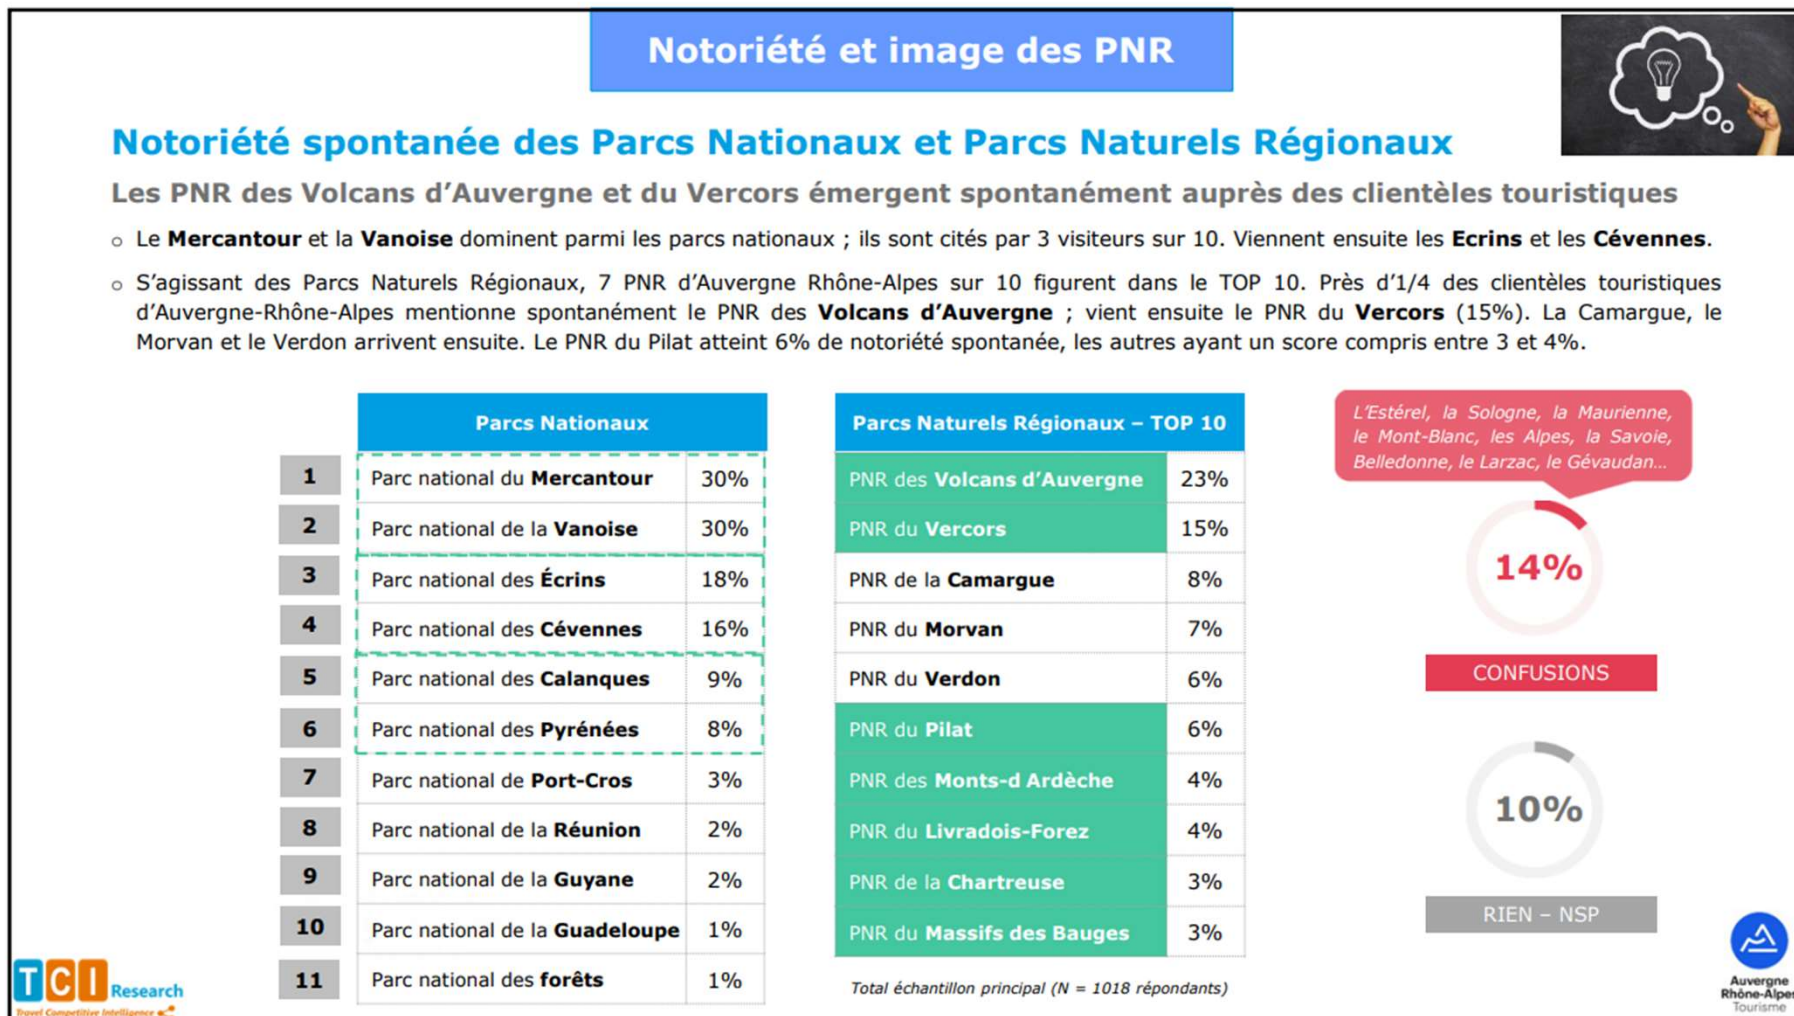 Notoriété et image des PNR
Notoriété spontanée des Parcs Nationaux et Parcs Naturels Régionaux
Les PNR des Volcans d’Auvergne et du Vercors émergent spontanément auprès des clientèles touristiques
o Le Mercantour et la Vanoise dominent parmi les parcs nationaux ; ils sont cités par 3 visiteurs sur 10. Viennent ensuite les Ecrins et les Cévennes.
o S’agissant des Parcs Naturels Régionaux, 7 PNR d’Auvergne Rhône-Alpes sur 10 figurent dans le TOP 10. Près d’1/4 des clientèles touristiques
d’Auvergne-Rhône-Alpes mentionne spontanément le PNR des Volcans d’Auvergne ; vient ensuite le PNR du Vercors (15%). La Camargue, le
Morvan et le Verdon arrivent ensuite. Le PNR du Pilat atteint 6% de notoriété spontanée, les autres ayant un score compris entre 3 et 4%.
Parcs Nationaux
1 Parc national du Mercantour 30%
2 Parc national de la Vanoise 30%
3 Parc national des Écrins 18%
4 Parc national des Cévennes 16%
5 Parc national des Calanques 9%
6 Parc national des Pyrénées 8%
7 Parc national de Port-Cros 3%
8 Parc national de la Réunion 2%
9 Parc national de la Guyane 2%
10 Parc national de la Guadeloupe 1%
11 Parc national des forêts 1%
Parcs Naturels Régionaux – TOP 10
PNR des Volcans d’Auvergne 23%
PNR du Vercors 15%
PNR de la Camargue 8%
PNR du Morvan 7%
PNR du Verdon 6%
PNR du Pilat 6%
PNR des Monts-d Ardèche 4%
PNR du Livradois-Forez 4%
PNR de la Chartreuse 3%
PNR du Massifs des Bauges 3%
Total échantillon principal (N = 1018 répondants)
L’Estérel, la Sologne, la Maurienne,
le Mont-Blanc, les Alpes, la Savoie,
Belledonne, le Larzac, le Gévaudan…
14%
CONFUSIONS
10%
RIEN – NSP
TCI Research
Travel Competitive Intelligence
Auvergne
Rhône-Alpes
Tourisme